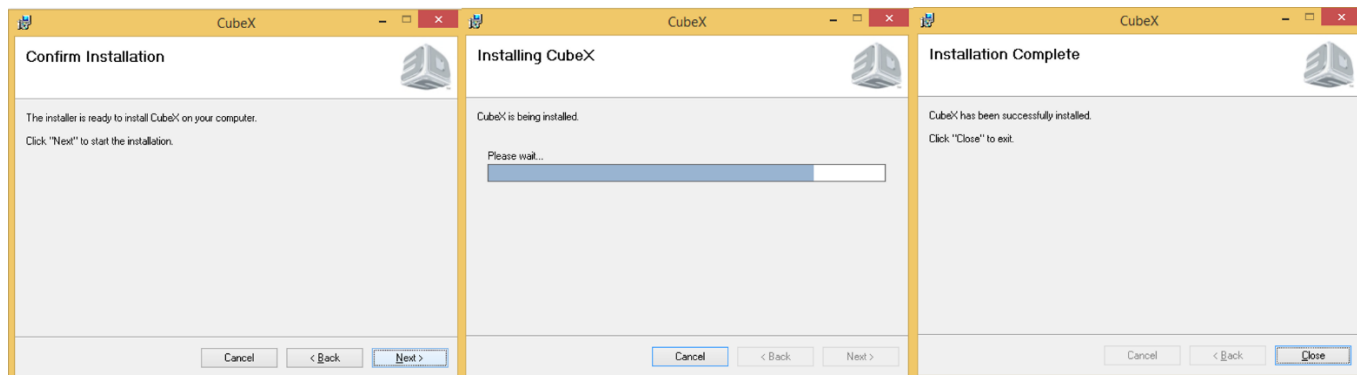 CubeX
Confirm Installation
The installer is ready to install CubeX on your computer.
Click "Next" to start the installation.
Cancel
< Back
Next >
CubeX
Installing CubeX
CubeX is being installed.
Please wait...
Cancel
< Back
Next >
CubeX
Installation Complete
CubeX has been successfully installed.
Click "Close" to exit.
Cancel
< Back
Close